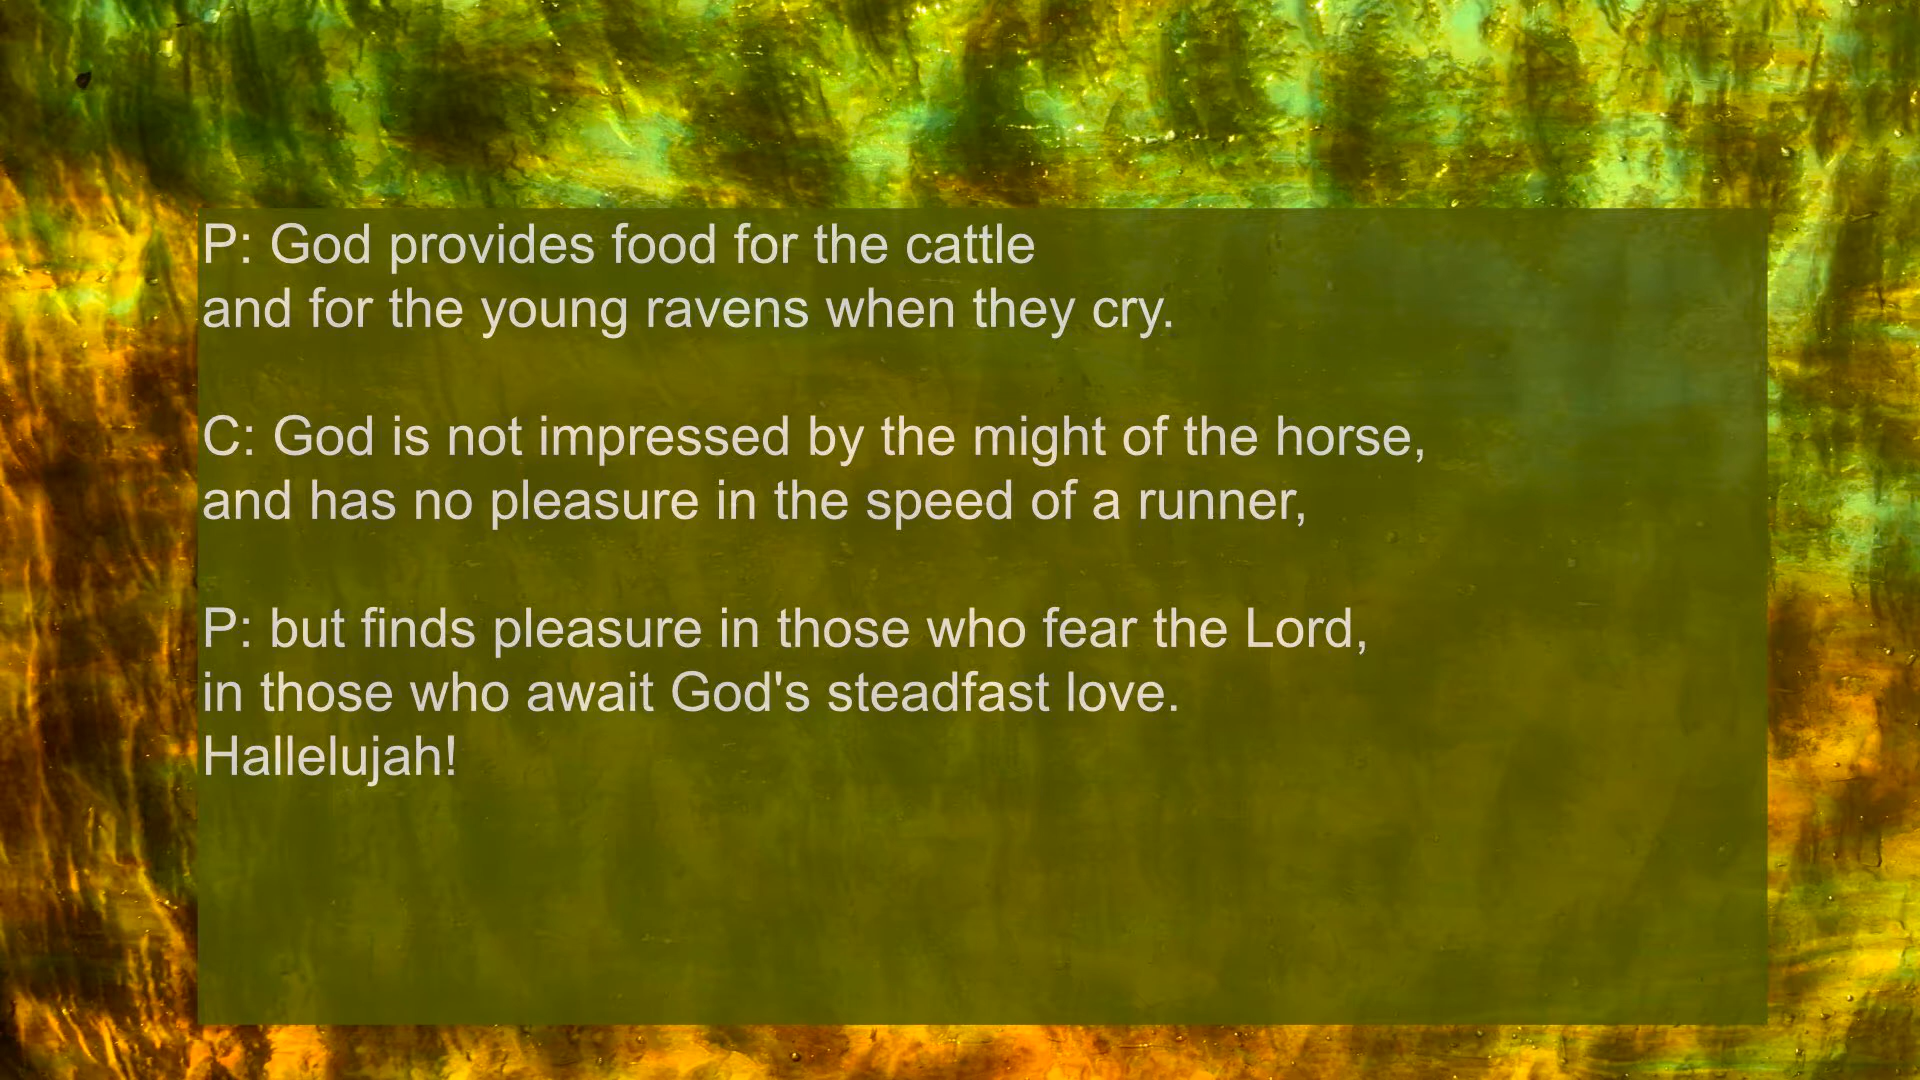 P: God provides food for the cattle
and for the young ravens when they cry.
C: God is not impressed by the might of the horse,
and has no pleasure in the speed of a runner,
P: but finds pleasure in those who fear the Lord,
in those who await God's steadfast love.
Hallelujah!